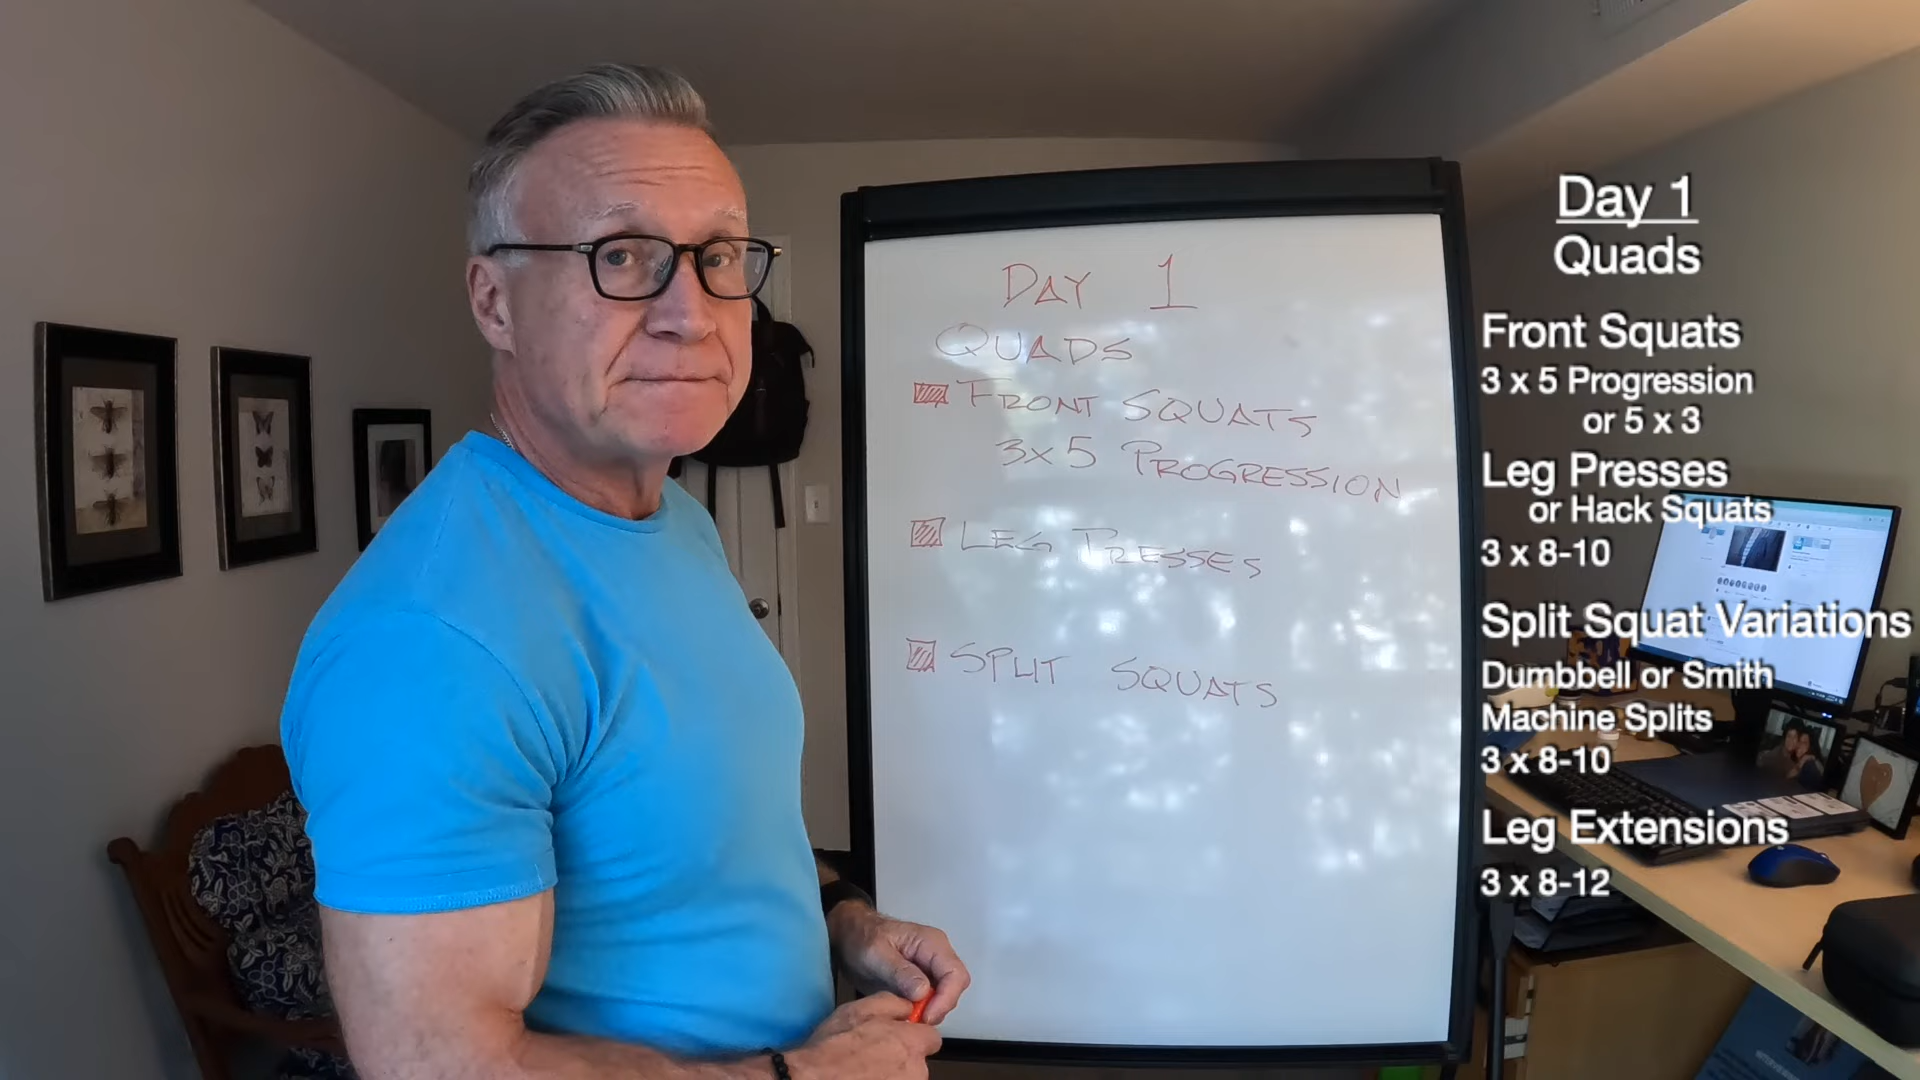 DAY 1
QUADS
FRONT SQUATS
3x5 PROGRESSION
LEG PRESSES
SPLIT SQUATS
Day 1
Quads
Front Squats
3 x 5 Progression
or 5 x 3
Leg Presses
or Hack Squats
3 x 8-10
Split Squat Variations
Dumbbell or Smith
Machine Splits
3 x 8-10
Leg Extensions
3 x 8-12